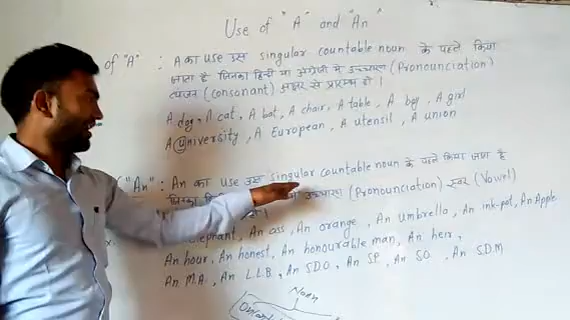 Use of "A" and "An"
of "A" : A का use उस singular countable noun के पहले किया
जाता है जिनका हिन्दी या अंग्रेजी में उच्चारण (Pronounciation)
व्यंजन (consonant) अक्षर से प्रारम्भ हो ।
A dog, A cat, A bat, A chair, A table, A boy, A girl
A University, A European, A utensil, A union
"An" : An का use उस singular countable noun के पहले किया जाता है
उच्चारण (Pronounciation) स्वर (Vowel)
An ass, An orange, An umbrella, An ink-pot, An Apple
An hour, An honest, An honourable man, An heir,
An M.A., An L.L.B, An S.D.O, An SP, An SO, An S.D.M
Noun